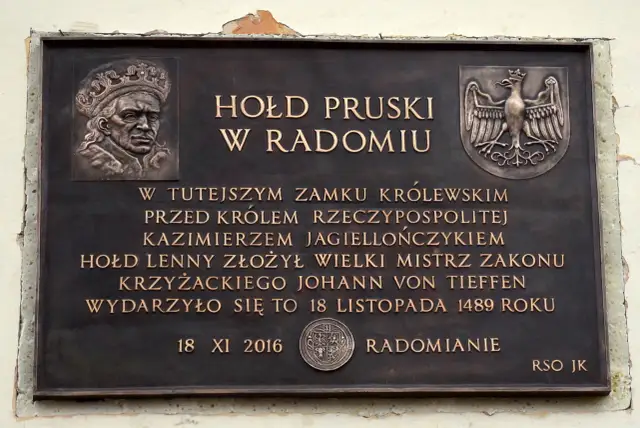 HOŁD PRUSKI
W RADOMIU
W TUTEJSZYM ZAMKU KRÓLEWSKIM
PRZED KRÓLEM RZECZYPOSPOLITEJ
KAZIMIERZEM JAGIELLOŃCZYKIEM
HOŁD LENNY ZŁOŻYŁ WIELKI MISTRZ ZAKONU
KRZYŻACKIEGO JOHANN VON TIEFFEN
WYDARZYŁO SIĘ TO 18 LISTOPADA 1489 ROKU
18 XI 2016 RADOMIANIE
RSO JK